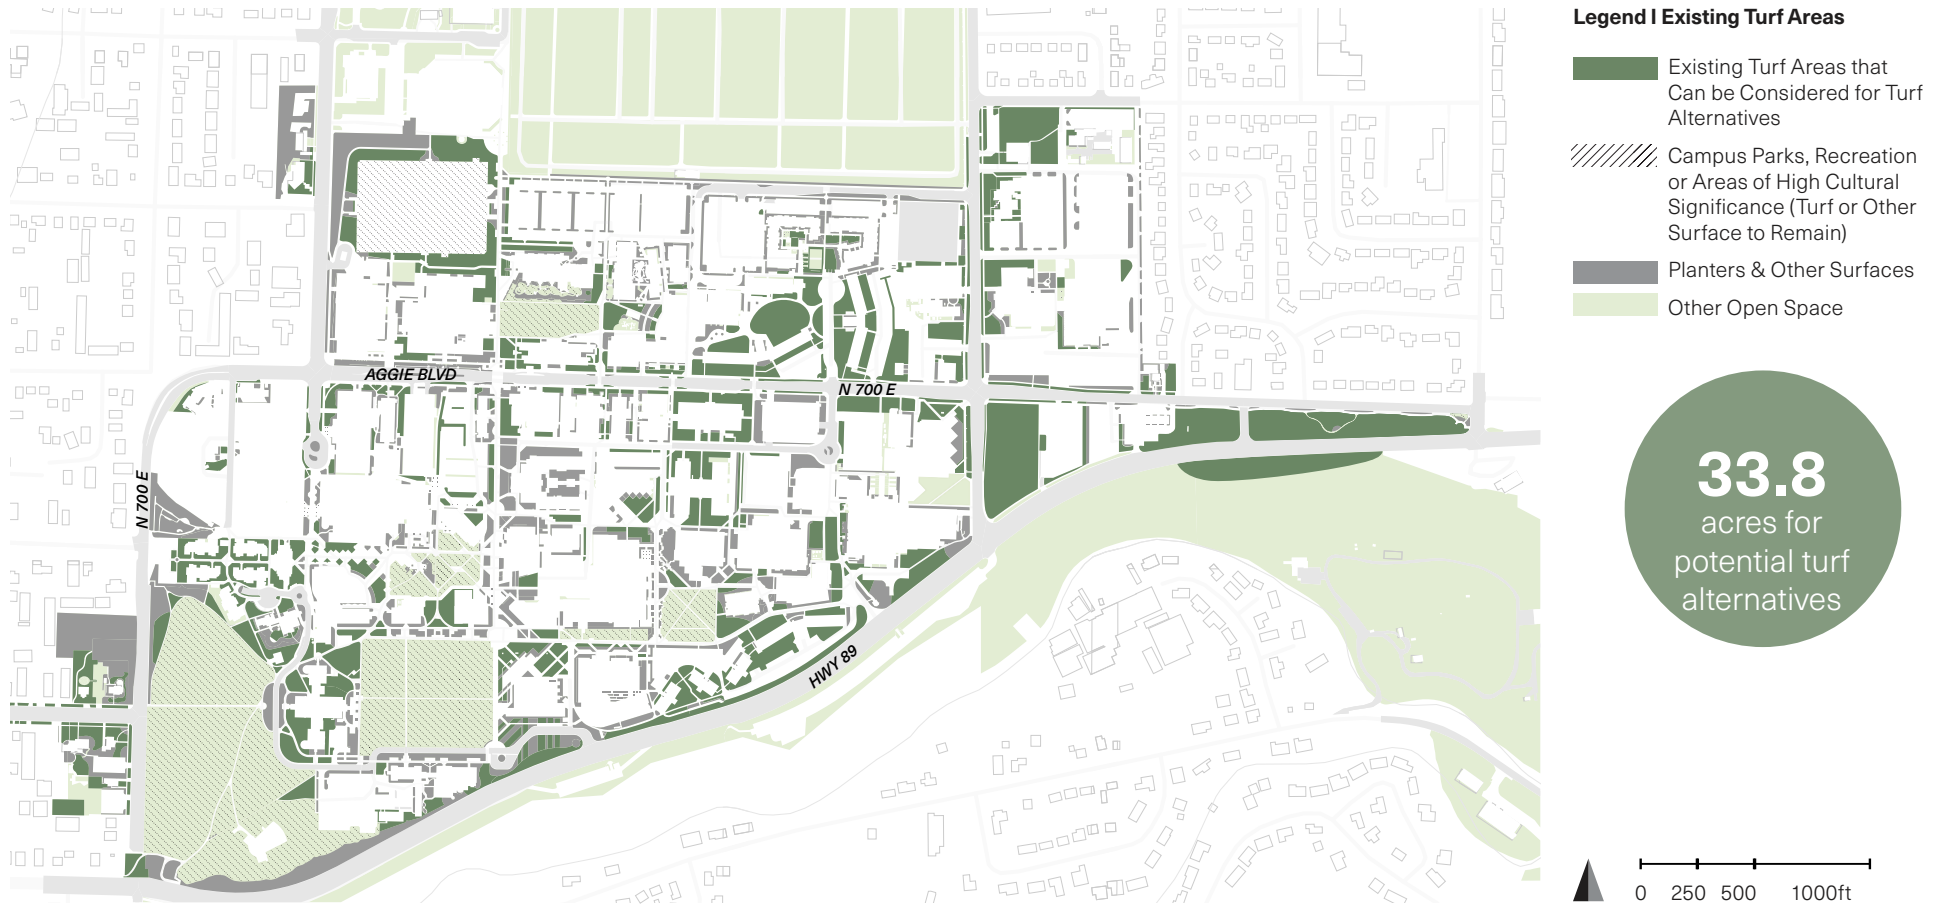 Legend I Existing Turf Areas
Existing Turf Areas that
Can be Considered for Turf
Alternatives
Campus Parks, Recreation
or Areas of High Cultural
Significance (Turf or Other
Surface to Remain)
Planters & Other Surfaces
Other Open Space
AGGIE BLVD
N 700 E
N 700 E
HWY 89
33.8
acres for
potential turf
alternatives
0 250 500 1000ft